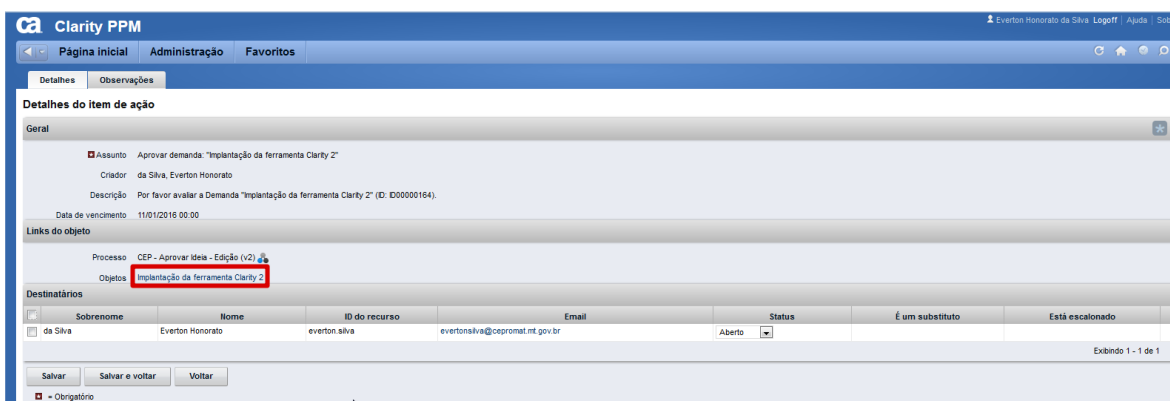 ca Clarity PPM
Everton Honorato da Silva Logoff | Ajuda | Sob
Página inicial Administração Favoritos
Detalhes Observações
Detalhes do item de ação
Geral
Assunto Aprovar demanda: "Implantação da ferramenta Clarity 2"
Criador da Silva, Everton Honorato
Descrição Por favor avaliar a Demanda "Implantação da ferramenta Clarity 2" (ID: ID00000164).
Data de vencimento 11/01/2016 00:00
Links do objeto
Processo CEP - Aprovar Ideia - Edição (v2)
Objetos Implantação da ferramenta Clarity 2
Destinatários
Sobrenome Nome ID do recurso Email Status É um substituto Está escalonado
da Silva Everton Honorato everton.silva evertonsilva@cepromat.mt.gov.br Aberto
Exibindo 1 - 1 de 1
Salvar Salvar e voltar Voltar
= Obrigatório